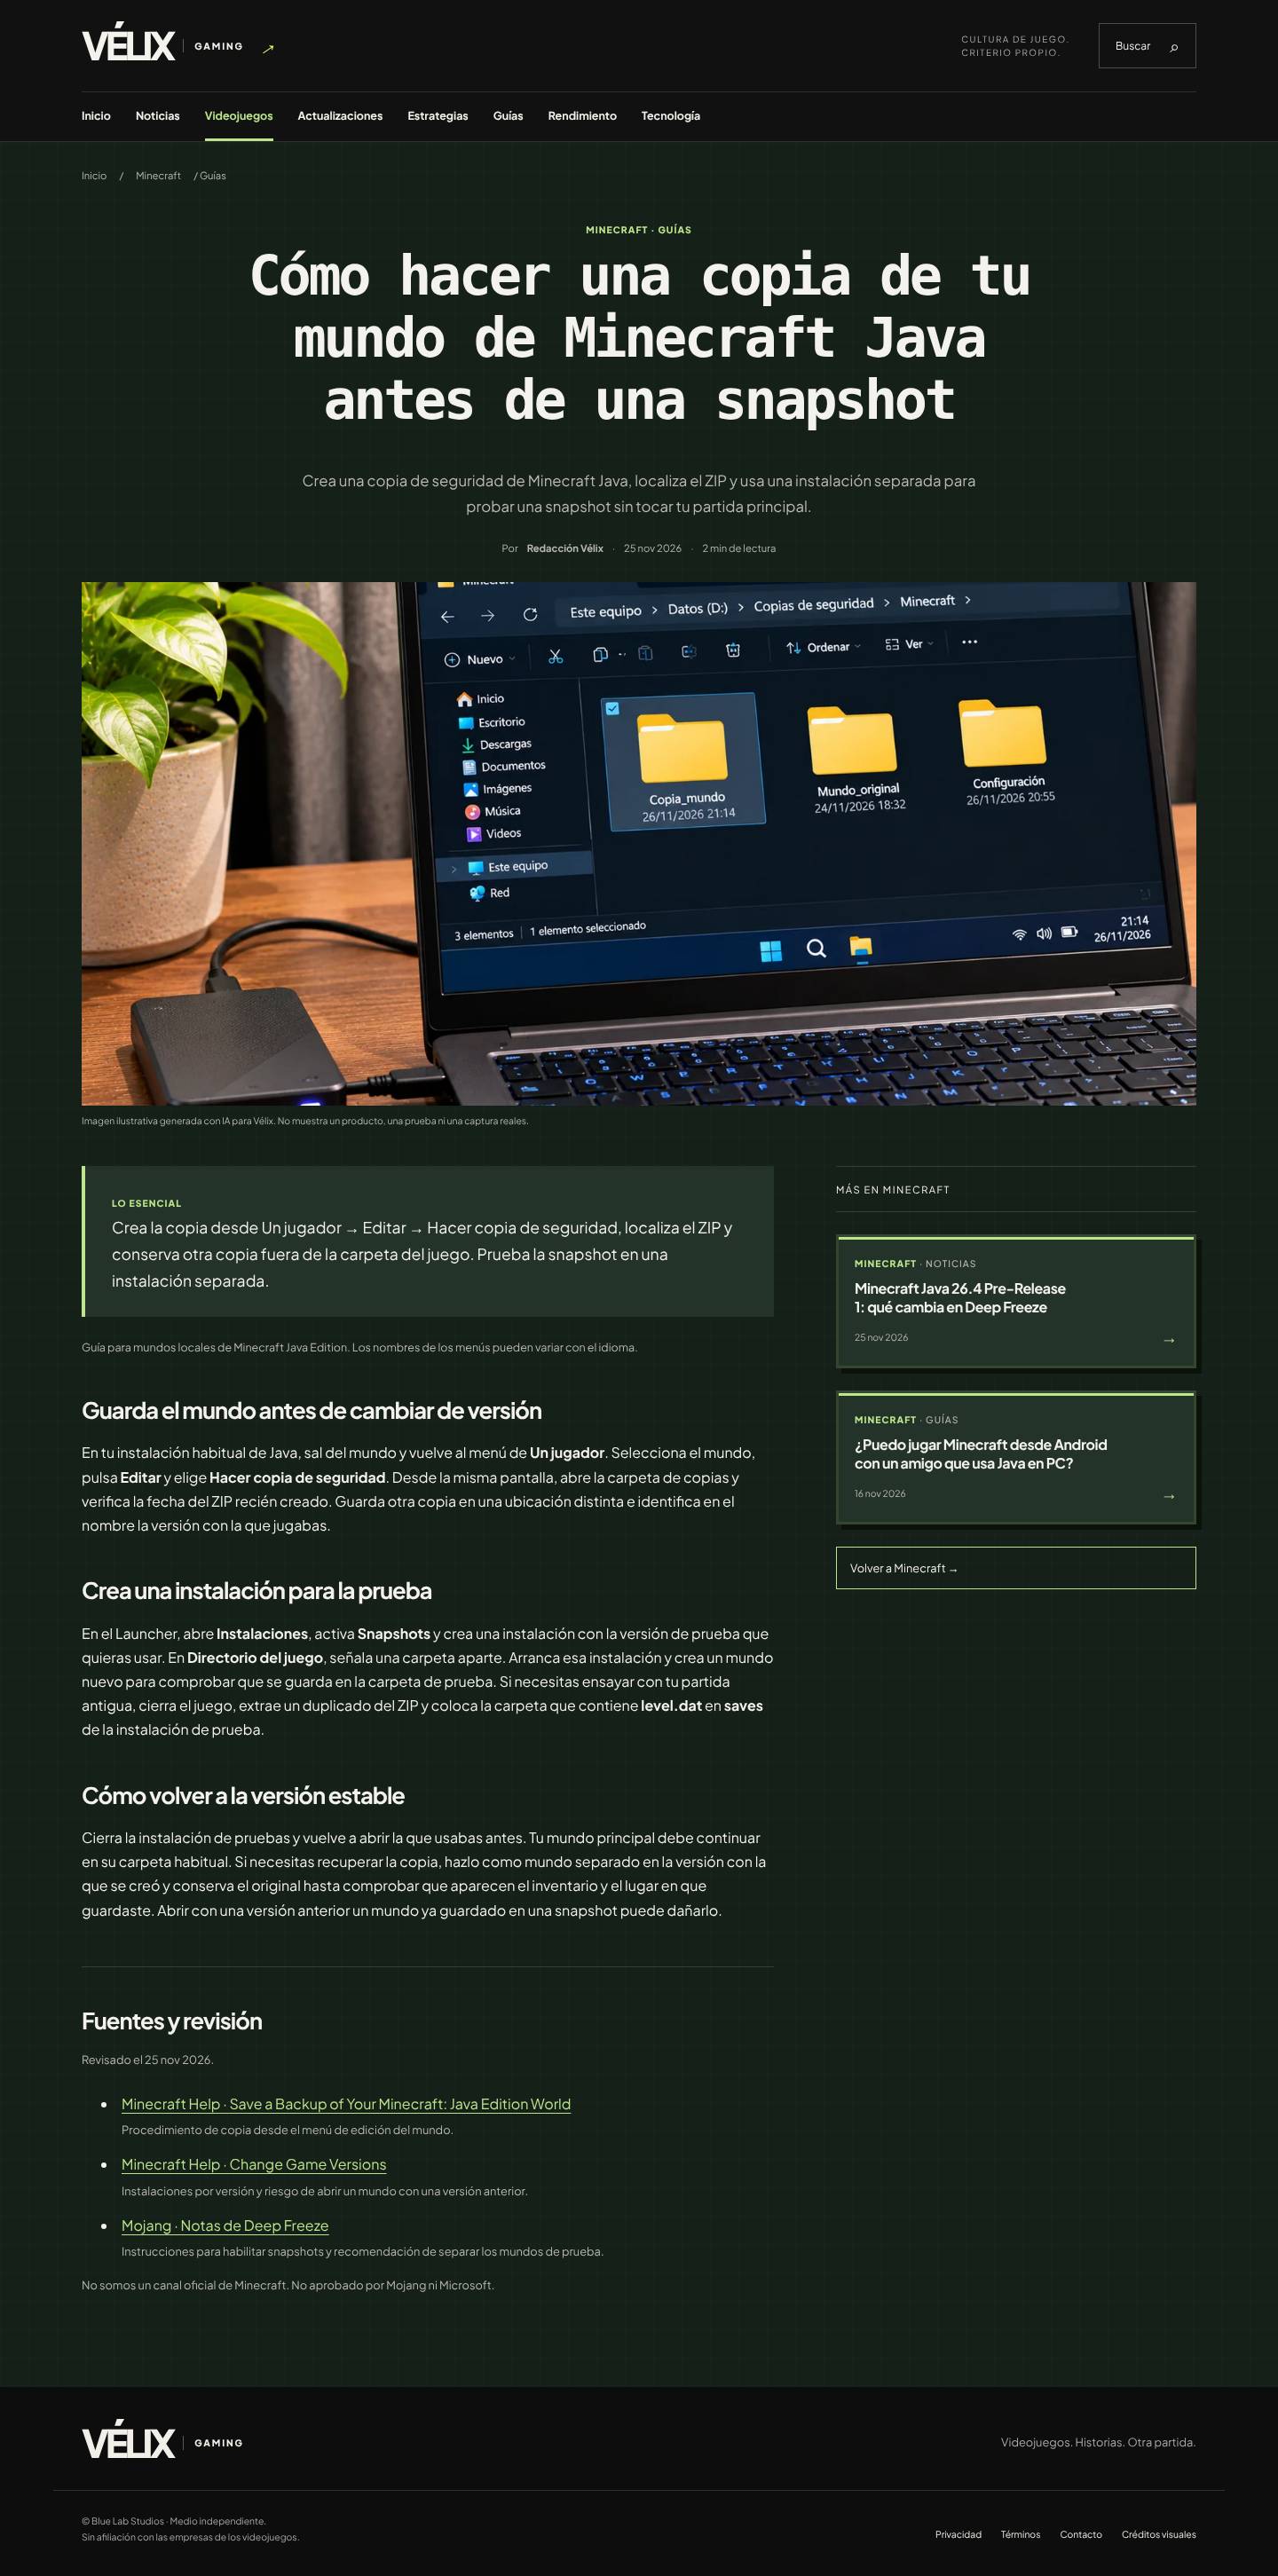 VÉLIX GAMING →
CULTURA DE JUEGO.
CRITERIO PROPIO.
Buscar
Inicio Noticias Videojuegos Actualizaciones Estrategias Guías Rendimiento Tecnología
Inicio / Minecraft / Guías
MINECRAFT · GUÍAS
Cómo hacer una copia de tu
mundo de Minecraft Java
antes de una snapshot
Crea una copia de seguridad de Minecraft Java, localiza el ZIP y usa una instalación separada para
probar una snapshot sin tocar tu partida principal.
Por Redacción Vélix · 25 nov 2026 · 2 min de lectura
Este equipo > Datos (D:) > Copias de seguridad > Minecraft >
Nuevo
Ordenar
Ver
Inicio
Escritorio
Descargas
Documentos
Imágenes
Música
Videos
Este equipo
Red
Copia_mundo
26/11/2026 21:14
Mundo_original
24/11/2026 18:32
Configuración
26/11/2026 20:55
3 elementos | 1 elemento seleccionado
21:14
26/11/2026
Imagen ilustrativa generada con IA para Vélix. No muestra un producto, una prueba ni una captura reales.
LO ESENCIAL
Crea la copia desde Un jugador → Editar → Hacer copia de seguridad, localiza el ZIP y
conserva otra copia fuera de la carpeta del juego. Prueba la snapshot en una
instalación separada.
Guía para mundos locales de Minecraft Java Edition. Los nombres de los menús pueden variar con el idioma.
Guarda el mundo antes de cambiar de versión
En tu instalación habitual de Java, sal del mundo y vuelve al menú de Un jugador. Selecciona el mundo,
pulsa Editar y elige Hacer copia de seguridad. Desde la misma pantalla, abre la carpeta de copias y
verifica la fecha del ZIP recién creado. Guarda otra copia en una ubicación distinta e identifica en el
nombre la versión con la que jugabas.
Crea una instalación para la prueba
En el Launcher, abre Instalaciones, activa Snapshots y crea una instalación con la versión de prueba que
quieras usar. En Directorio del juego, señala una carpeta aparte. Arranca esa instalación y crea un mundo
nuevo para comprobar que se guarda en la carpeta de prueba. Si necesitas ensayar con tu partida
antigua, cierra el juego, extrae un duplicado del ZIP y coloca la carpeta que contiene level.dat en saves
de la instalación de prueba.
Cómo volver a la versión estable
Cierra la instalación de pruebas y vuelve a abrir la que usabas antes. Tu mundo principal debe continuar
en su carpeta habitual. Si necesitas recuperar la copia, hazlo como mundo separado en la versión con la
que se creó y conserva el original hasta comprobar que aparecen el inventario y el lugar en que
guardaste. Abrir con una versión anterior un mundo ya guardado en una snapshot puede dañarlo.
Fuentes y revisión
Revisado el 25 nov 2026.
• Minecraft Help · Save a Backup of Your Minecraft: Java Edition World
Procedimiento de copia desde el menú de edición del mundo.
• Minecraft Help · Change Game Versions
Instalaciones por versión y riesgo de abrir un mundo con una versión anterior.
• Mojang · Notas de Deep Freeze
Instrucciones para habilitar snapshots y recomendación de separar los mundos de prueba.
No somos un canal oficial de Minecraft. No aprobado por Mojang ni Microsoft.
MÁS EN MINECRAFT
MINECRAFT · NOTICIAS
Minecraft Java 26.4 Pre-Release
1: qué cambia en Deep Freeze
25 nov 2026 →
MINECRAFT · GUÍAS
¿Puedo jugar Minecraft desde Android
con un amigo que usa Java en PC?
16 nov 2026 →
Volver a Minecraft →
VÉLIX GAMING
Videojuegos. Historias. Otra partida.
© Blue Lab Studios · Medio independiente.
Sin afiliación con las empresas de los videojuegos.
Privacidad Términos Contacto Créditos visuales